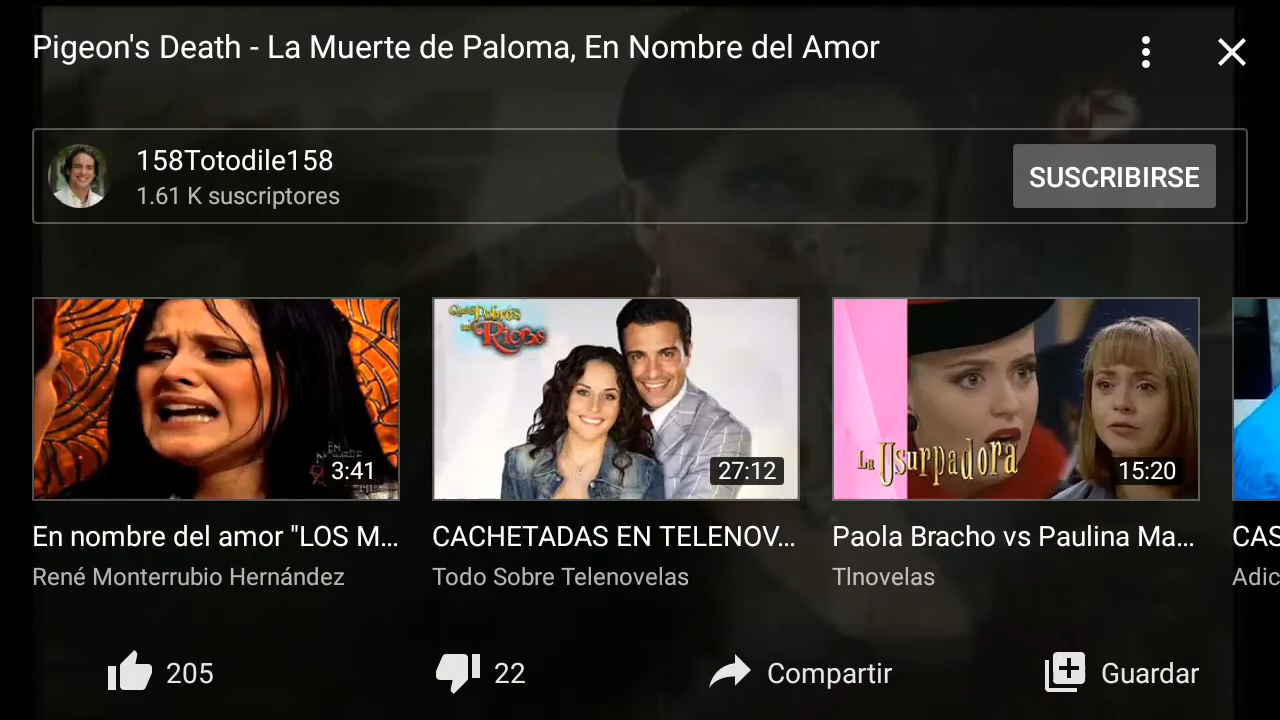 Pigeon's Death - La Muerte de Paloma, En Nombre del Amor
158Totodile158
1.61 K suscriptores
SUSCRIBIRSE
Pobres
Ricos
La Usurpadora
3:41
27:12
15:20
En nombre del amor "LOS M...
CACHETADAS EN TELENOV...
Paola Bracho vs Paulina Ma...
CAS
René Monterrubio Hernández
Todo Sobre Telenovelas
Tlnovelas
Adic
205
22
Compartir
Guardar